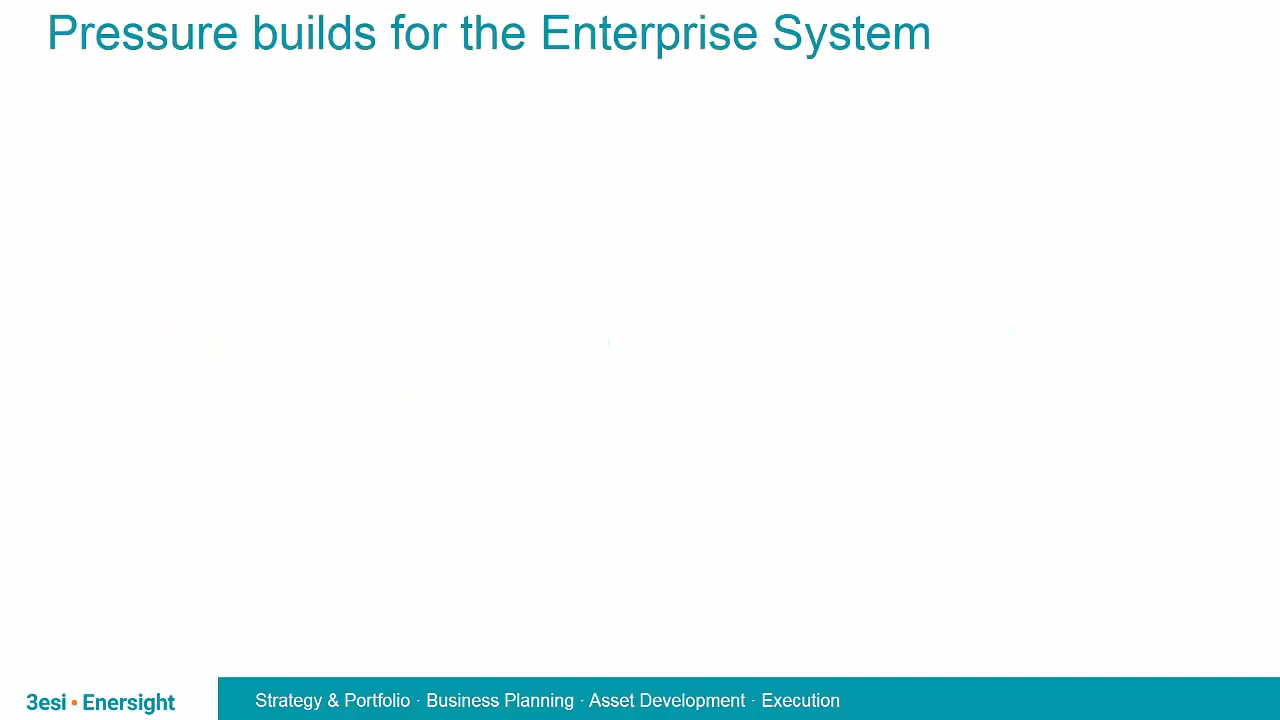 Pressure builds for the Enterprise System
3esi • Enersight
Strategy & Portfolio · Business Planning · Asset Development · Execution